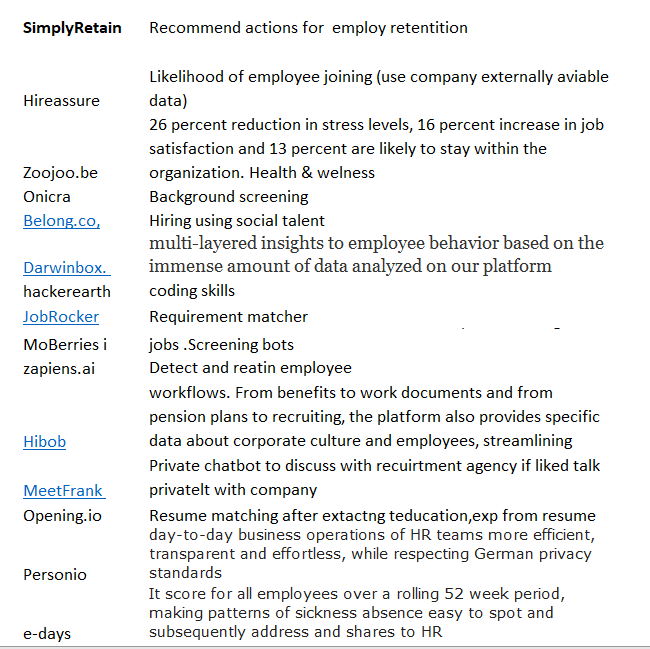 SimplyRetain Recommend actions for employ retentition
Likelihood of employee joining (use company externally aviable
Hireassure data)
26 percent reduction in stress levels, 16 percent increase in job
satisfaction and 13 percent are likely to stay within the
Zoojoo.be organization. Health & welness
Onicra Background screening
Belong.co, Hiring using social talent
multi-layered insights to employee behavior based on the
Darwinbox. immense amount of data analyzed on our platform
hackerearth coding skills
JobRocker Requirement matcher
MoBerries i jobs .Screening bots
zapiens.ai Detect and reatin employee
workflows. From benefits to work documents and from
pension plans to recruiting, the platform also provides specific
Hibob data about corporate culture and employees, streamlining
Private chatbot to discuss with recuirtment agency if liked talk
MeetFrank privatelt with company
Opening.io Resume matching after extactng teducation,exp from resume
day-to-day business operations of HR teams more efficient,
transparent and effortless, while respecting German privacy
Personio standards
It score for all employees over a rolling 52 week period,
making patterns of sickness absence easy to spot and
e-days subsequently address and shares to HR